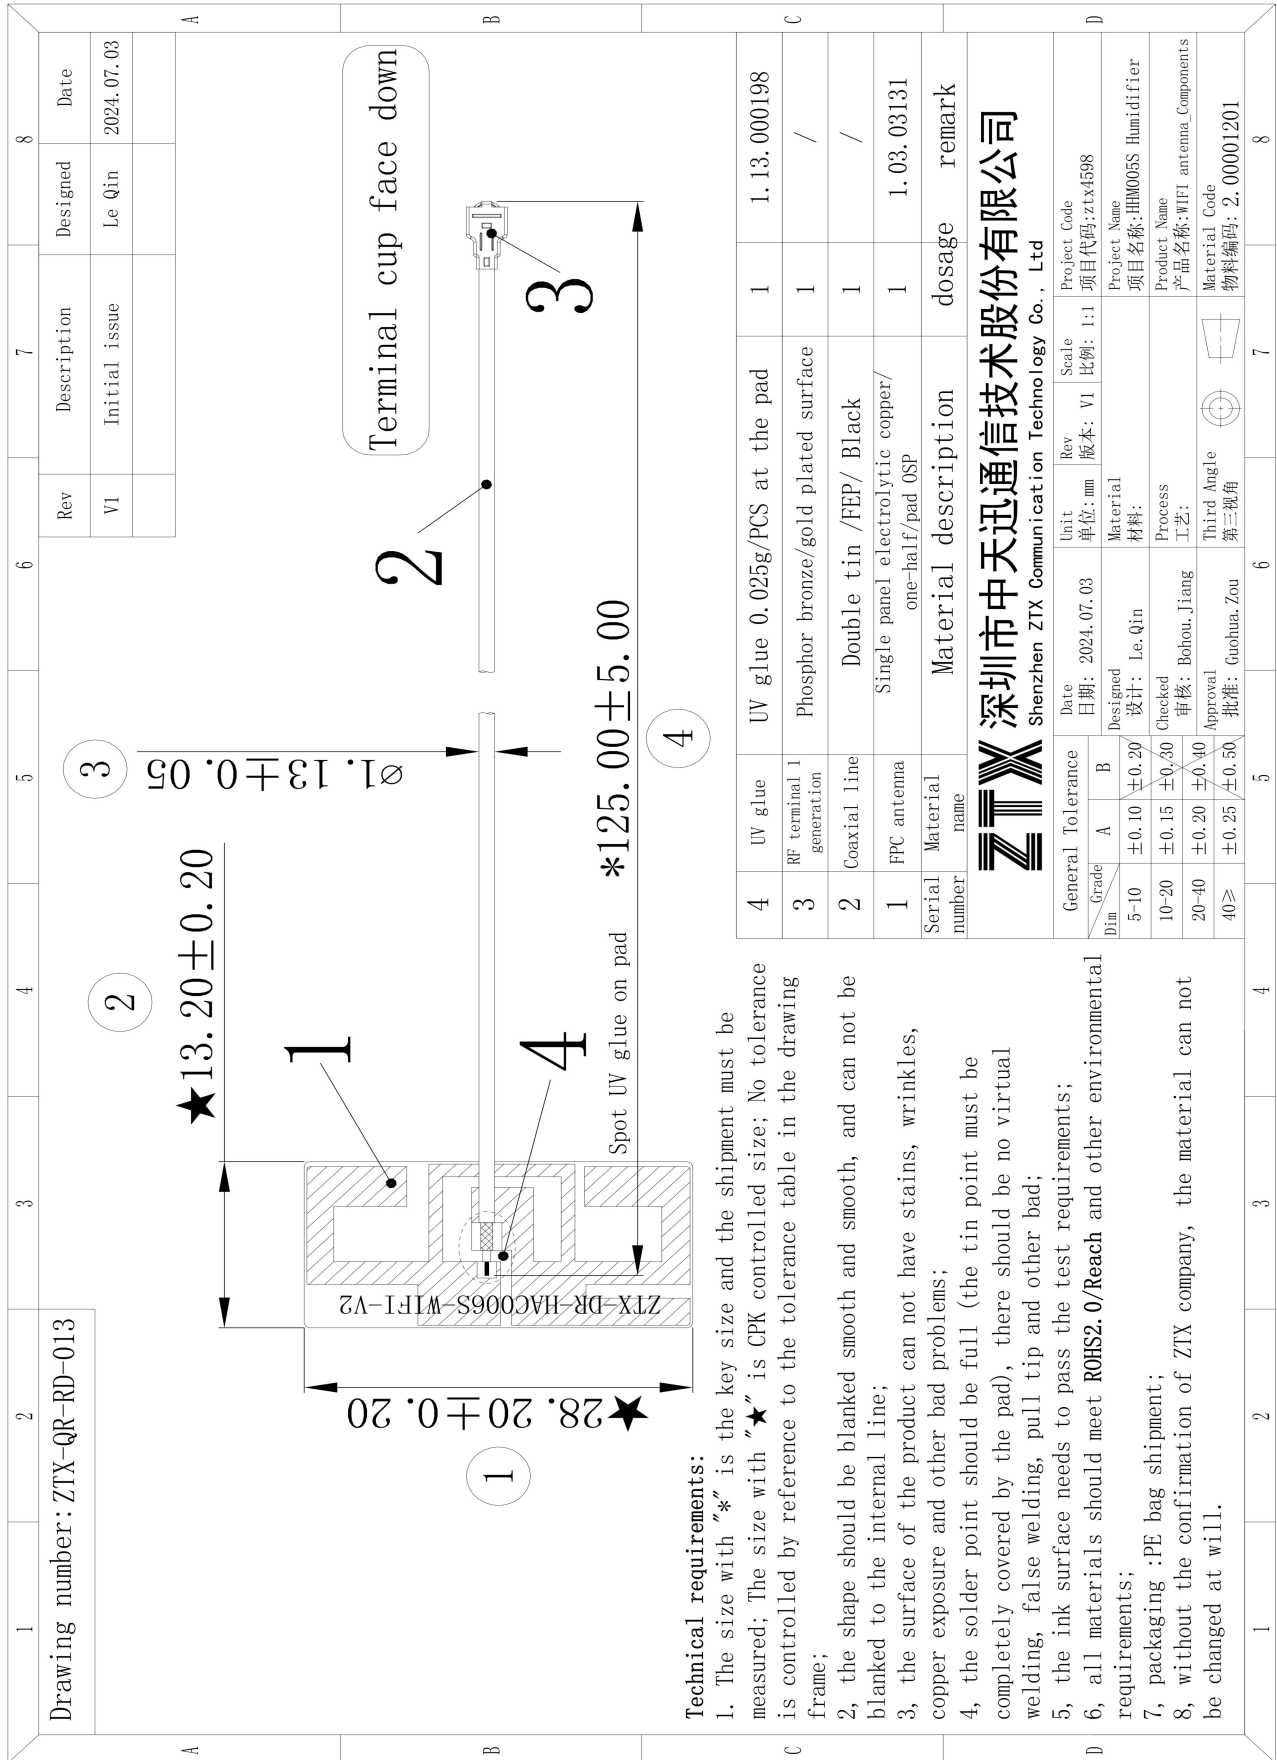 1 2 3 4 5 6 7 8
A
B
C
D
Drawing number:ZTX-QR-RD-013
Rev Description Designed Date
V1 Initial issue Le Qin 2024.07.03
Terminal cup face down
1
★28.20±0.20
2
★13.20±0.20
3
⌀1.13±0.05
1
2
3
4
ZTX-DR-HAC006S-WIFI-V2
Spot UV glue on pad
*125.00±5.00
4
Technical requirements:
1. The size with "*" is the key size and the shipment must be
measured; The size with "★" is CPK controlled size; No tolerance
is controlled by reference to the tolerance table in the drawing
frame;
2, the shape should be blanked smooth and smooth, and can not be
blanked to the internal line;
3, the surface of the product can not have stains, wrinkles,
copper exposure and other bad problems;
4, the solder point should be full (the tin point must be
completely covered by the pad), there should be no virtual
welding, false welding, pull tip and other bad;
5, the ink surface needs to pass the test requirements;
6, all materials should meet ROHS2.0/Reach and other environmental
requirements;
7, packaging :PE bag shipment;
8, without the confirmation of ZTX company, the material can not
be changed at will.
4 UV glue UV glue 0.025g/PCS at the pad 1 1.13.000198
3 RF terminal 1 generation Phosphor bronze/gold plated surface 1 /
2 Coaxial line Double tin /FEP/ Black 1 /
1 FPC antenna Single panel electrolytic copper/ one-half/pad OSP 1 1.03.03131
Serial number Material name Material description dosage remark
ZTX 深圳市中天迅通信技术股份有限公司
Shenzhen ZTX Communication Technology Co., Ltd
General Tolerance
Dim Grade A B
5-10 ±0.10 ±0.20
10-20 ±0.15 ±0.30
20-40 ±0.20 ±0.40
40≥ ±0.25 ±0.50
Date
日期: 2024.07.03
Designed
设计: Le.Qin
Checked
审核: Bohou.Jiang
Approval
批准: Guohua.Zou
Unit
单位:mm
Rev
版本: V1
Scale
比例: 1:1
Material
材料:
Process
工艺:
Third Angle
第三视角
Project Code
项目代码:ztx4598
Project Name
项目名称:HHM005S Humidifier
Product Name
产品名称:WIFI antenna_Components
Material Code
物料编码: 2.00001201
A
B
C
D
1 2 3 4 5 6 7 8